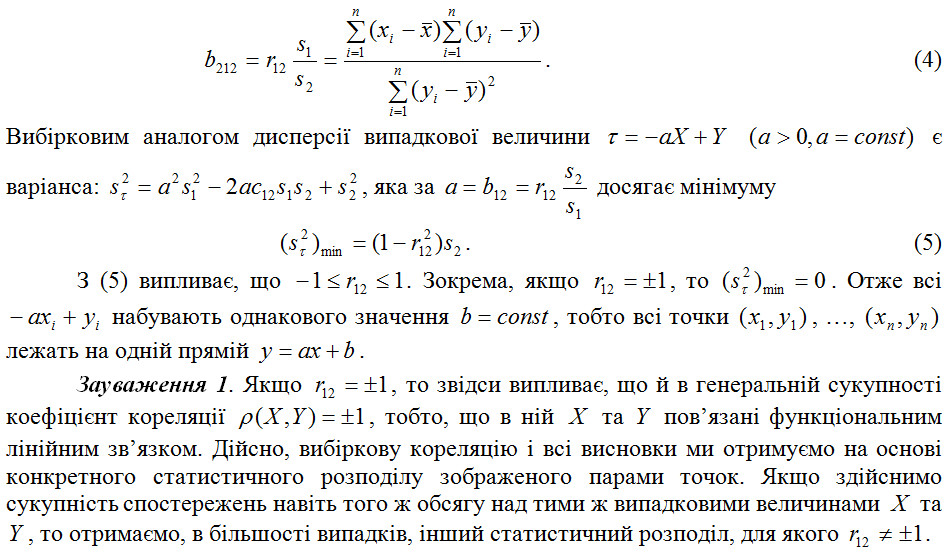 b_{212} = r_{12} \frac{s_1}{s_2} = \frac{\sum_{i=1}^{n}(x_i - \bar{x})\sum_{i=1}^{n}(y_i - \bar{y})}{\sum_{i=1}^{n}(y_i - \bar{y})^2}. (4)
Вибірковим аналогом дисперсії випадкової величини τ = −aX + Y (a > 0, a = const) є
варіанса: s_τ^2 = a^2 s_1^2 − 2ac_{12}s_1s_2 + s_2^2, яка за a = b_{12} = r_{12} \frac{s_2}{s_1} досягає мінімуму
(s_τ^2)_{min} = (1 − r_{12}^2)s_2. (5)
З (5) випливає, що −1 ≤ r_{12} ≤ 1. Зокрема, якщо r_{12} = ±1, то (s_τ^2)_{min} = 0. Отже всі
−ax_i + y_i набувають однакового значення b = const, тобто всі точки (x_1, y_1), …, (x_n, y_n)
лежать на одній прямій y = ax + b.
Зауваження 1. Якщо r_{12} = ±1, то звідси випливає, що й в генеральній сукупності
коефіцієнт кореляції ρ(X,Y) = ±1, тобто, що в ній X та Y пов’язані функціональним
лінійним зв’язком. Дійсно, вибіркову кореляцію і всі висновки ми отримуємо на основі
конкретного статистичного розподілу зображеного парами точок. Якщо здійснимо
сукупність спостережень навіть того ж обсягу над тими ж випадковими величинами X та
Y, то отримаємо, в більшості випадків, інший статистичний розподіл, для якого r_{12} ≠ ±1.